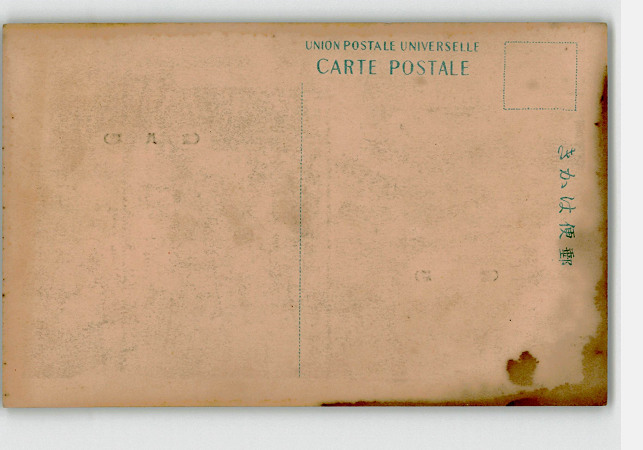 UNION POSTALE UNIVERSELLE
CARTE POSTALE
きかは便郵